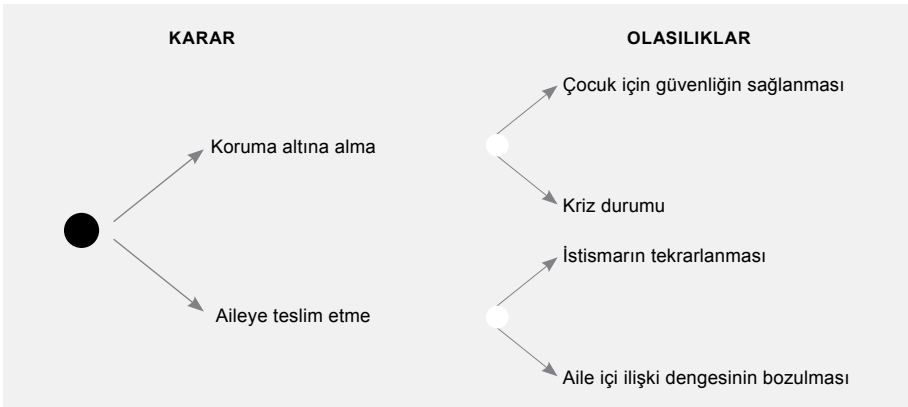 KARAR
OLASILIKLAR
Çocuk için güvenliğin sağlanması
Koruma altına alma
Kriz durumu
İstismarın tekrarlanması
Aileye teslim etme
Aile içi ilişki dengesinin bozulması